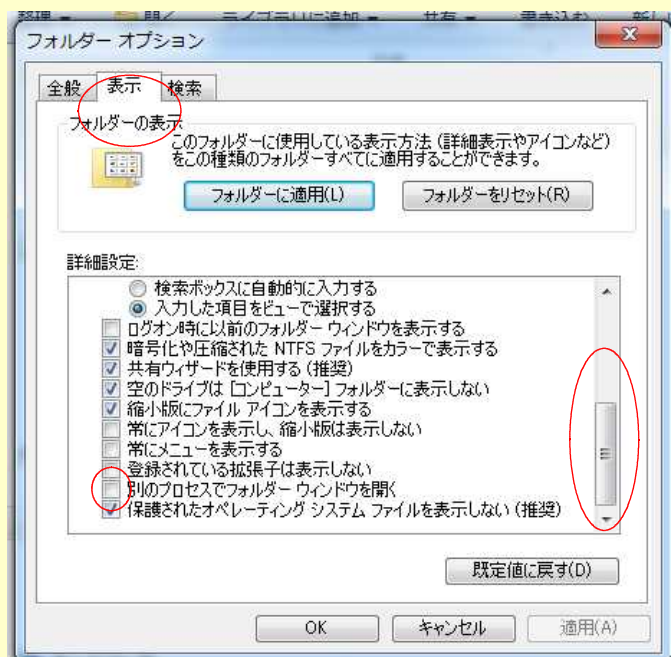 フォルダー オプション
全般 表示 検索
フォルダーの表示
このフォルダーに使用している表示方法（詳細表示やアイコンなど）
をこの種類のフォルダーすべてに適用することができます。
フォルダーに適用(L) フォルダーをリセット(R)
詳細設定:
検索ボックスに自動的に入力する
入力した項目をビューで選択する
ログオン時に以前のフォルダー ウィンドウを表示する
暗号化や圧縮された NTFS ファイルをカラーで表示する
共有ウィザードを使用する (推奨)
空のドライブは [コンピューター] フォルダーに表示しない
縮小版にファイル アイコンを表示する
常にアイコンを表示し、縮小版は表示しない
常にメニューを表示する
登録されている拡張子は表示しない
別のプロセスでフォルダー ウィンドウを開く
保護されたオペレーティング システム ファイルを表示しない (推奨)
既定値に戻す(D)
OK キャンセル 適用(A)